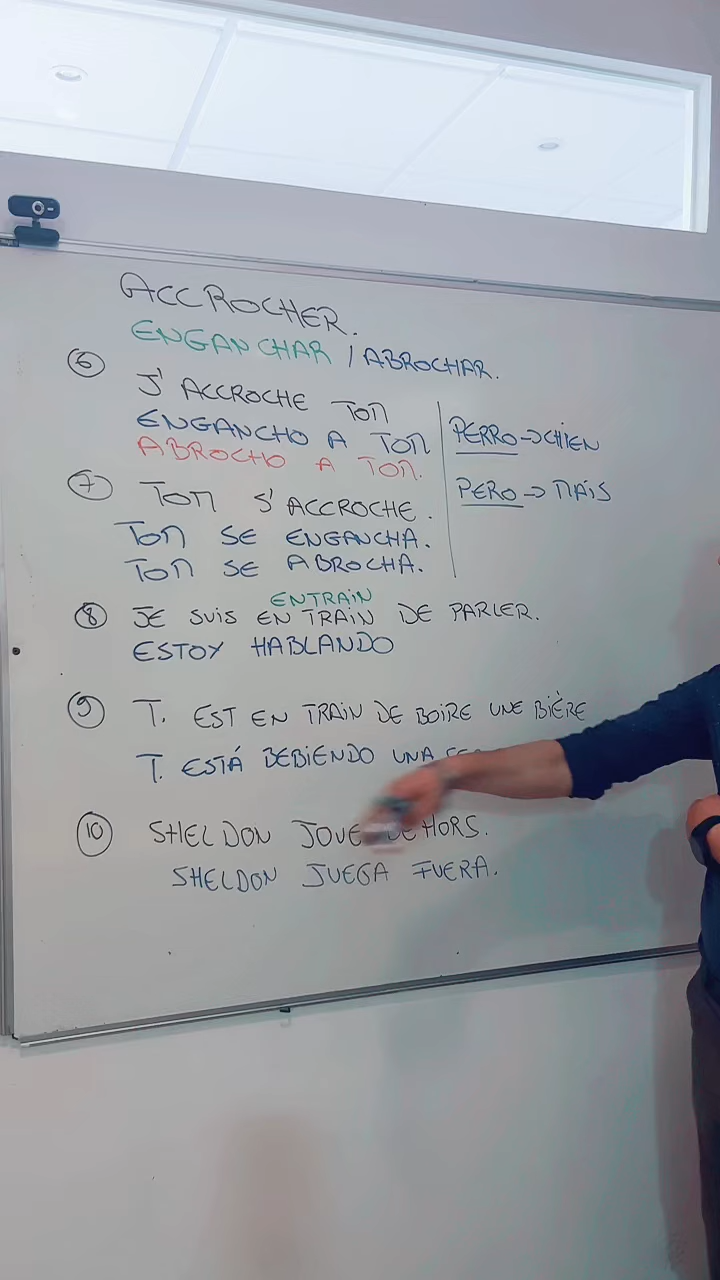 ACCROCHER.
ENGANCHAR / ABROCHAR.
6 J'ACCROCHE TOM
ENGANCHO A TOM
ABROCHO A TOM.
PERRO → CHIEN
PERO → MAIS
7 TOM S'ACCROCHE.
TOM SE ENGANCHA.
TOM SE ABROCHA.
ENTRAIN
8 JE SUIS EN TRAIN DE PARLER.
ESTOY HABLANDO
9 T. EST EN TRAIN DE BOIRE UNE BIÈRE
T. ESTÁ BEBIENDO UNA
10 SHELDON JOUE DEHORS.
SHELDON JUEGA FUERA.